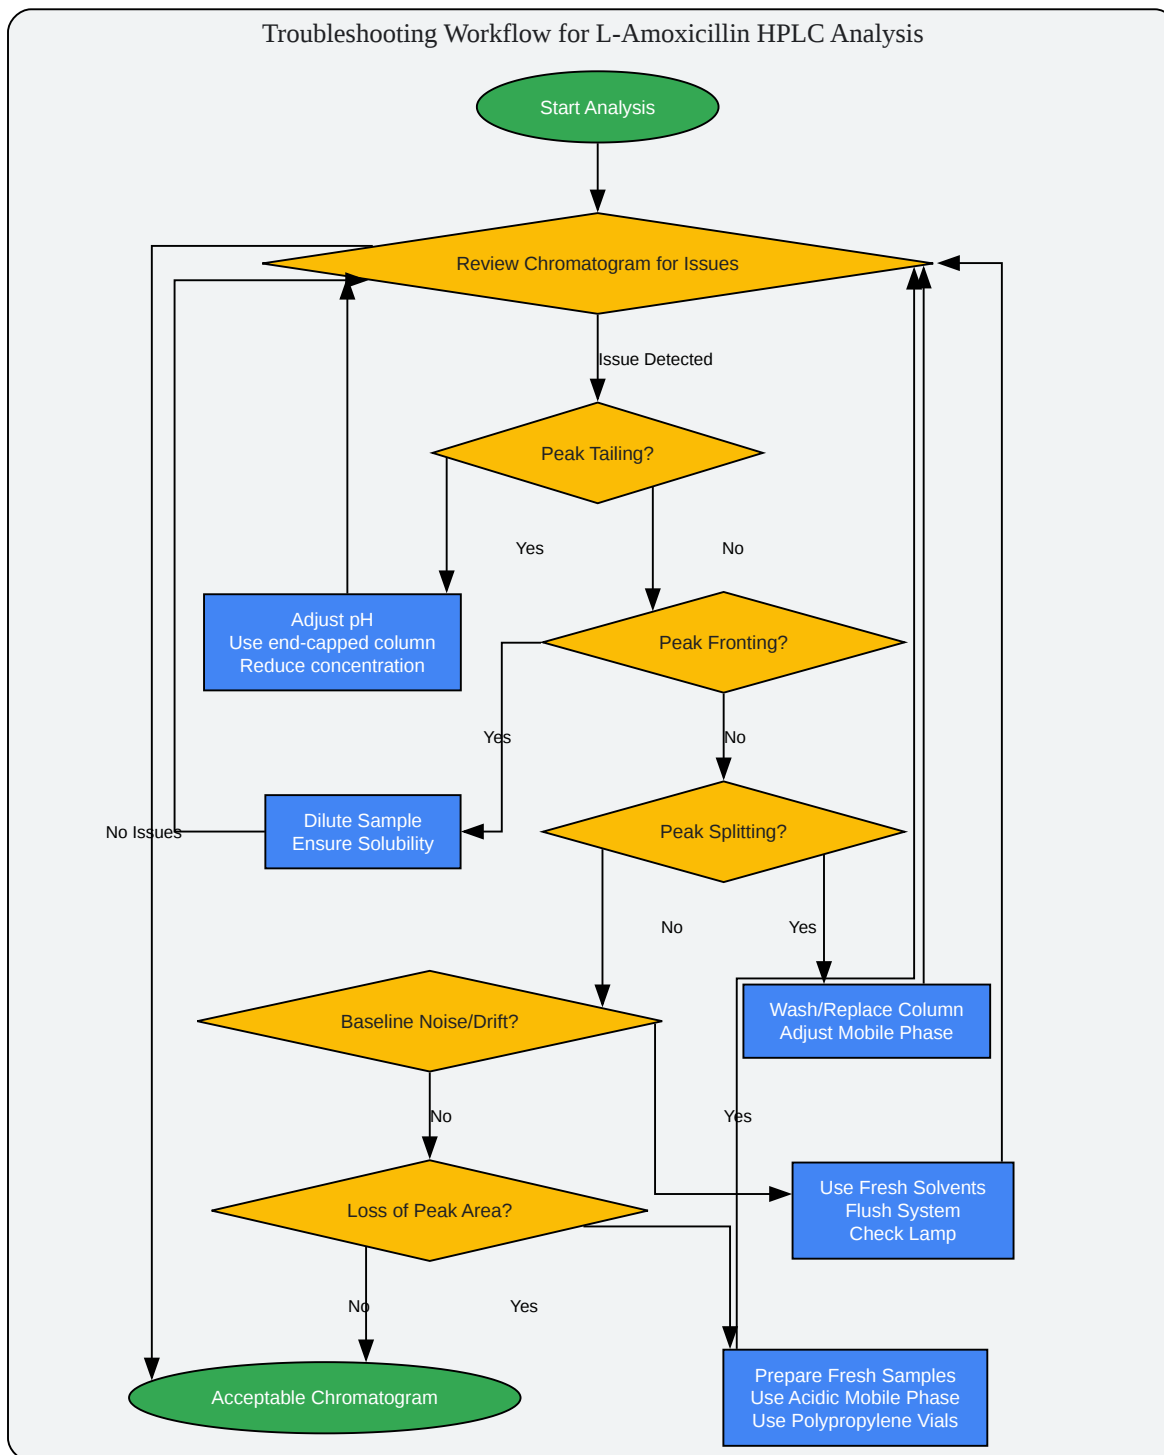 Troubleshooting Workflow for L-Amoxicillin HPLC Analysis
Start Analysis
Review Chromatogram for Issues
Issue Detected
Peak Tailing?
Yes
No
Adjust pH
Use end-capped column
Reduce concentration
Peak Fronting?
Yes
No
Dilute Sample
Ensure Solubility
No Issues
Peak Splitting?
No
Yes
Wash/Replace Column
Adjust Mobile Phase
Baseline Noise/Drift?
No
Yes
Use Fresh Solvents
Flush System
Check Lamp
Loss of Peak Area?
No
Yes
Prepare Fresh Samples
Use Acidic Mobile Phase
Use Polypropylene Vials
Acceptable Chromatogram